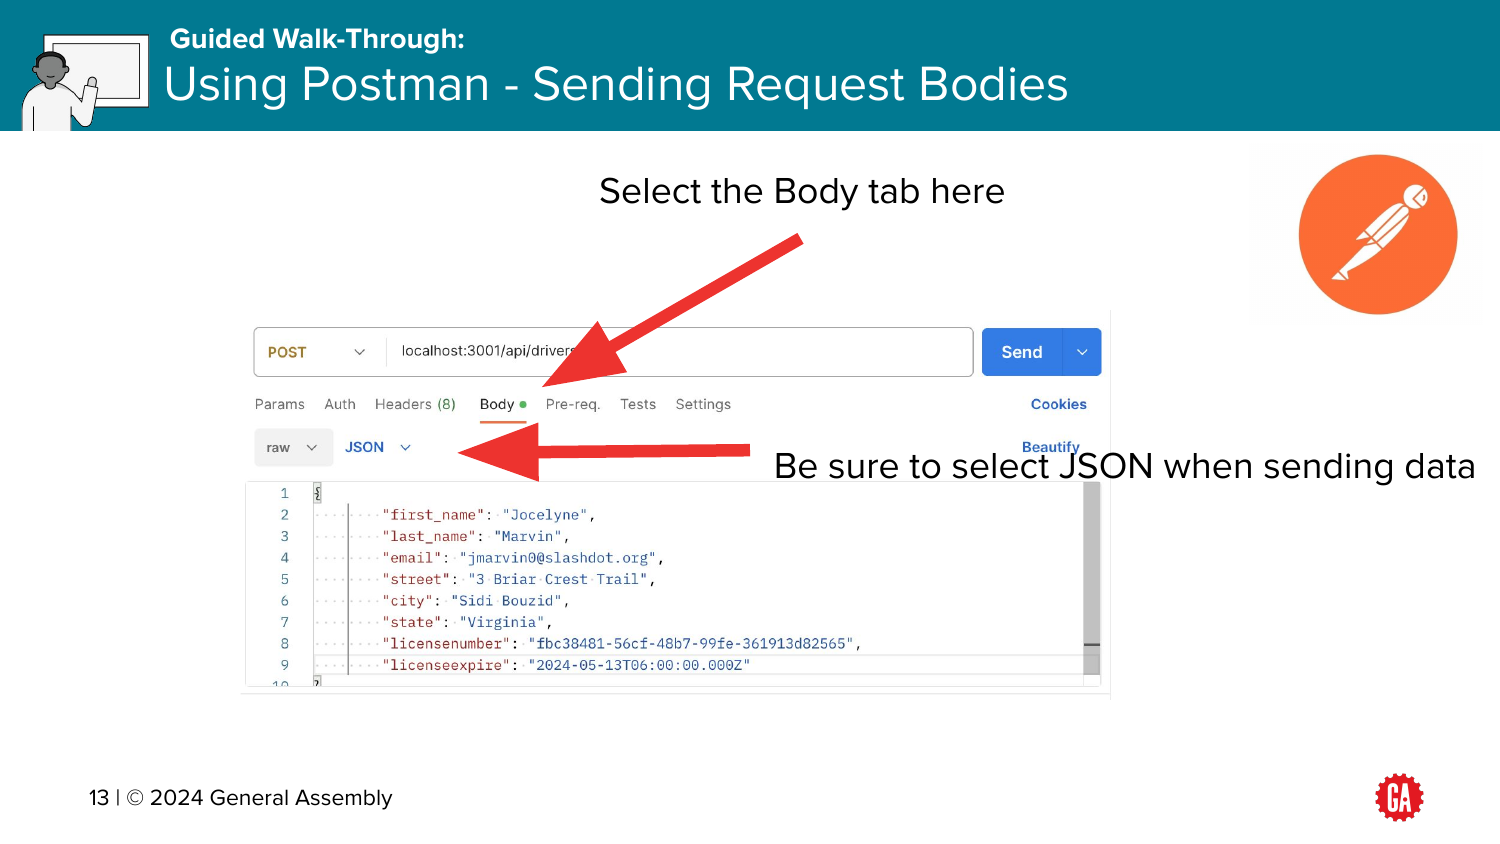 Guided Walk-Through:
Using Postman - Sending Request Bodies
Select the Body tab here
POST localhost:3001/api/drivers Send
Params Auth Headers (8) Body Pre-req. Tests Settings Cookies
raw JSON Beautify
Be sure to select JSON when sending data
1 {
2 "first_name": "Jocelyne",
3 "last_name": "Marvin",
4 "email": "jmarvin0@slashdot.org",
5 "street": "3 Briar Crest Trail",
6 "city": "Sidi Bouzid",
7 "state": "Virginia",
8 "licensenumber": "fbc38481-56cf-48b7-99fe-361913d82565",
9 "licenseexpire": "2024-05-13T06:00:00.000Z"
10 }
13 | © 2024 General Assembly
GA